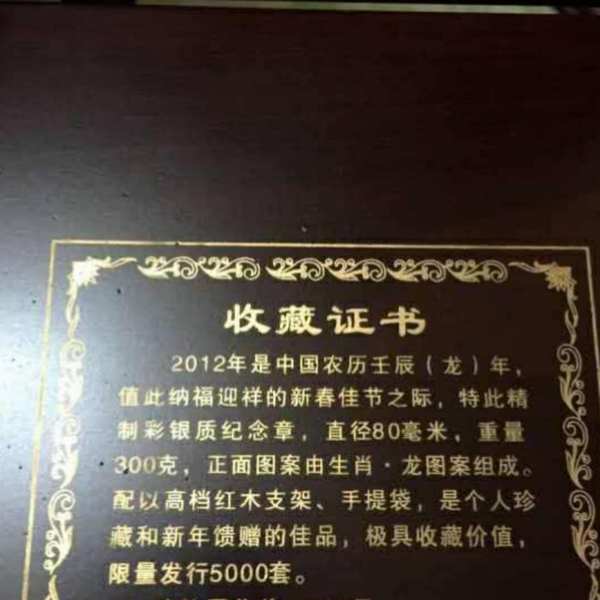 收藏证书
2012年是中国农历壬辰（龙）年，
值此纳福迎祥的新春佳节之际，特此精
制彩银质纪念章，直径80毫米，重量
300克，正面图案由生肖·龙图案组成。
配以高档红木支架、手提袋，是个人珍
藏和新年馈赠的佳品，极具收藏价值，
限量发行5000套。